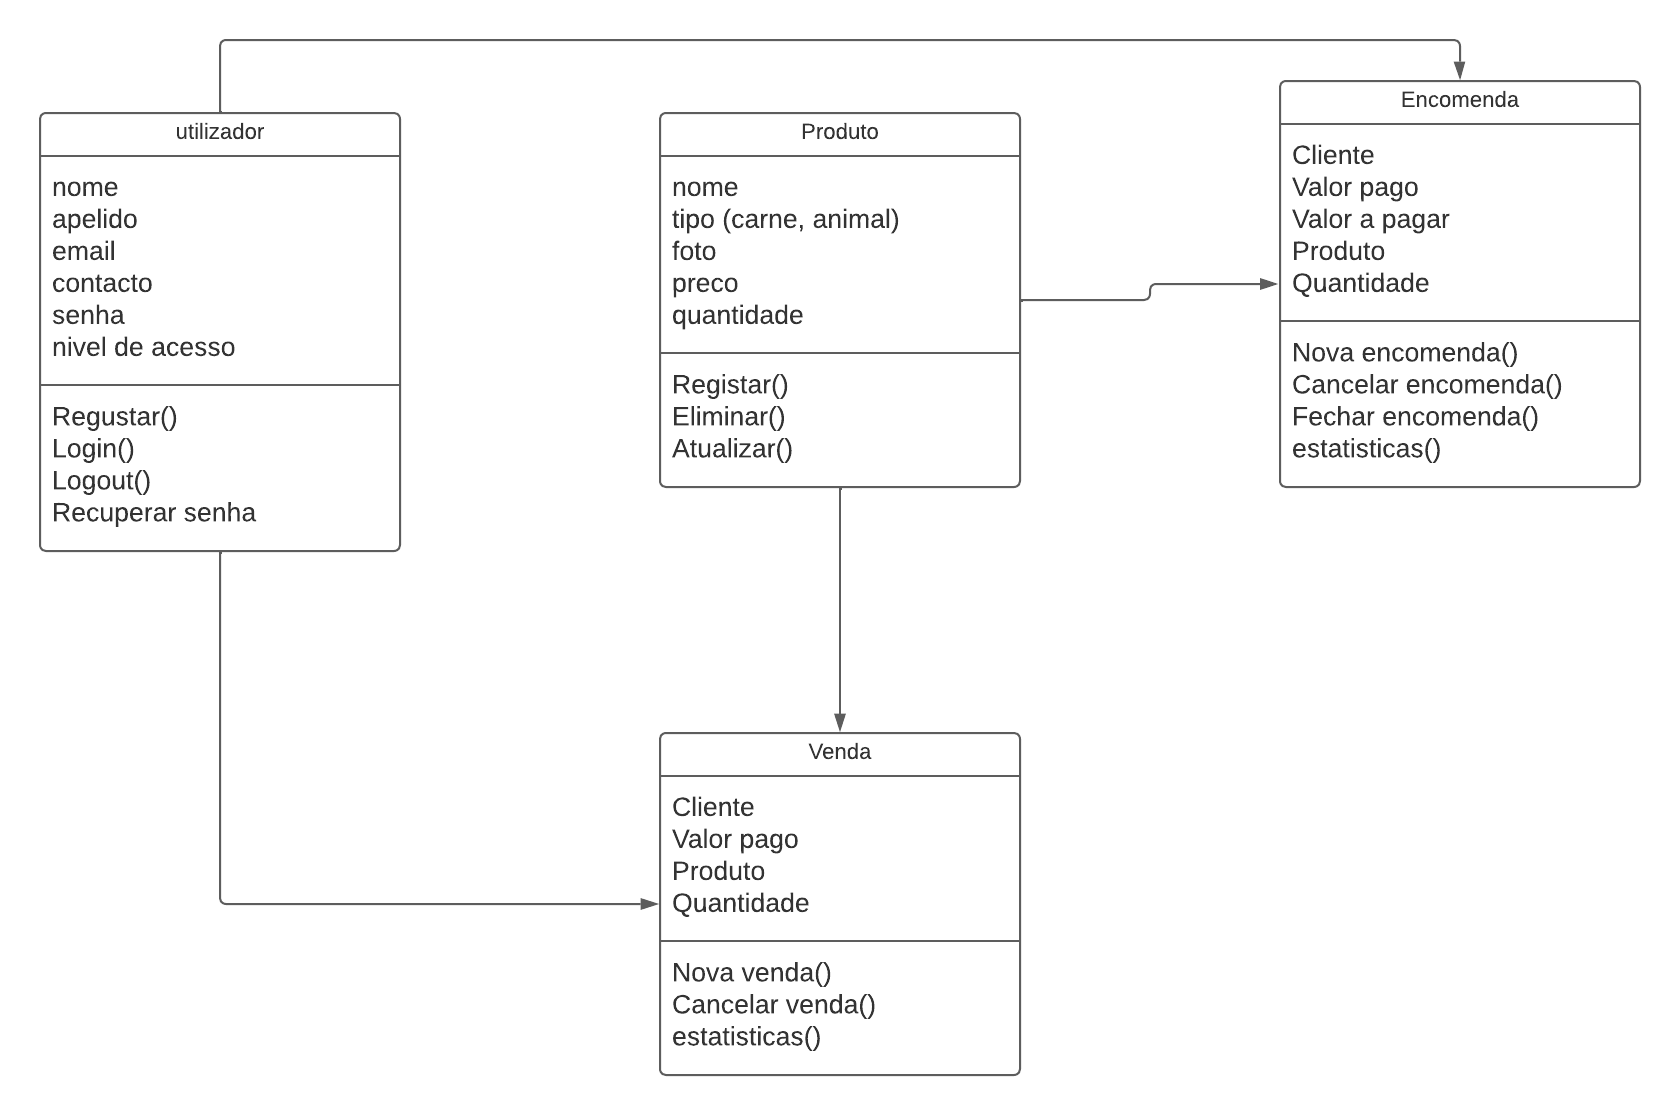 utilizador
nome
apelido
email
contacto
senha
nivel de acesso
Regustar()
Login()
Logout()
Recuperar senha
Produto
nome
tipo (carne, animal)
foto
preco
quantidade
Registar()
Eliminar()
Atualizar()
Encomenda
Cliente
Valor pago
Valor a pagar
Produto
Quantidade
Nova encomenda()
Cancelar encomenda()
Fechar encomenda()
estatisticas()
Venda
Cliente
Valor pago
Produto
Quantidade
Nova venda()
Cancelar venda()
estatisticas()